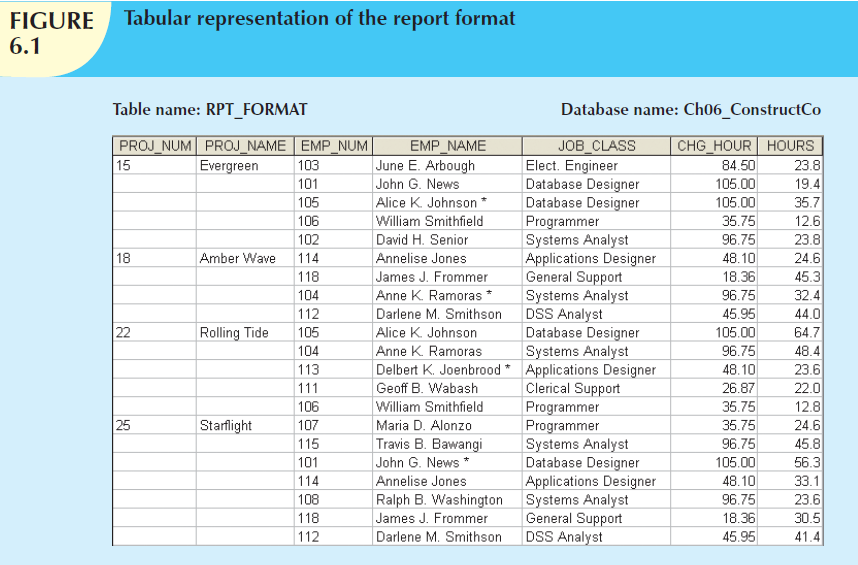 FIGURE 6.1
Tabular representation of the report format
Table name: RPT_FORMAT Database name: Ch06_ConstructCo
PROJ_NUM PROJ_NAME EMP_NUM EMP_NAME JOB_CLASS CHG_HOUR HOURS
15 Evergreen 103 June E. Arbough Elect. Engineer 84.50 23.8
101 John G. News Database Designer 105.00 19.4
105 Alice K. Johnson * Database Designer 105.00 35.7
106 William Smithfield Programmer 35.75 12.6
102 David H. Senior Systems Analyst 96.75 23.8
18 Amber Wave 114 Annelise Jones Applications Designer 48.10 24.6
118 James J. Frommer General Support 18.36 45.3
104 Anne K. Ramoras * Systems Analyst 96.75 32.4
112 Darlene M. Smithson DSS Analyst 45.95 44.0
22 Rolling Tide 105 Alice K. Johnson Database Designer 105.00 64.7
104 Anne K. Ramoras Systems Analyst 96.75 48.4
113 Delbert K. Joenbrood * Applications Designer 48.10 23.6
111 Geoff B. Wabash Clerical Support 26.87 22.0
106 William Smithfield Programmer 35.75 12.8
25 Starflight 107 Maria D. Alonzo Programmer 35.75 24.6
115 Travis B. Bawangi Systems Analyst 96.75 45.8
101 John G. News * Database Designer 105.00 56.3
114 Annelise Jones Applications Designer 48.10 33.1
108 Ralph B. Washington Systems Analyst 96.75 23.6
118 James J. Frommer General Support 18.36 30.5
112 Darlene M. Smithson DSS Analyst 45.95 41.4